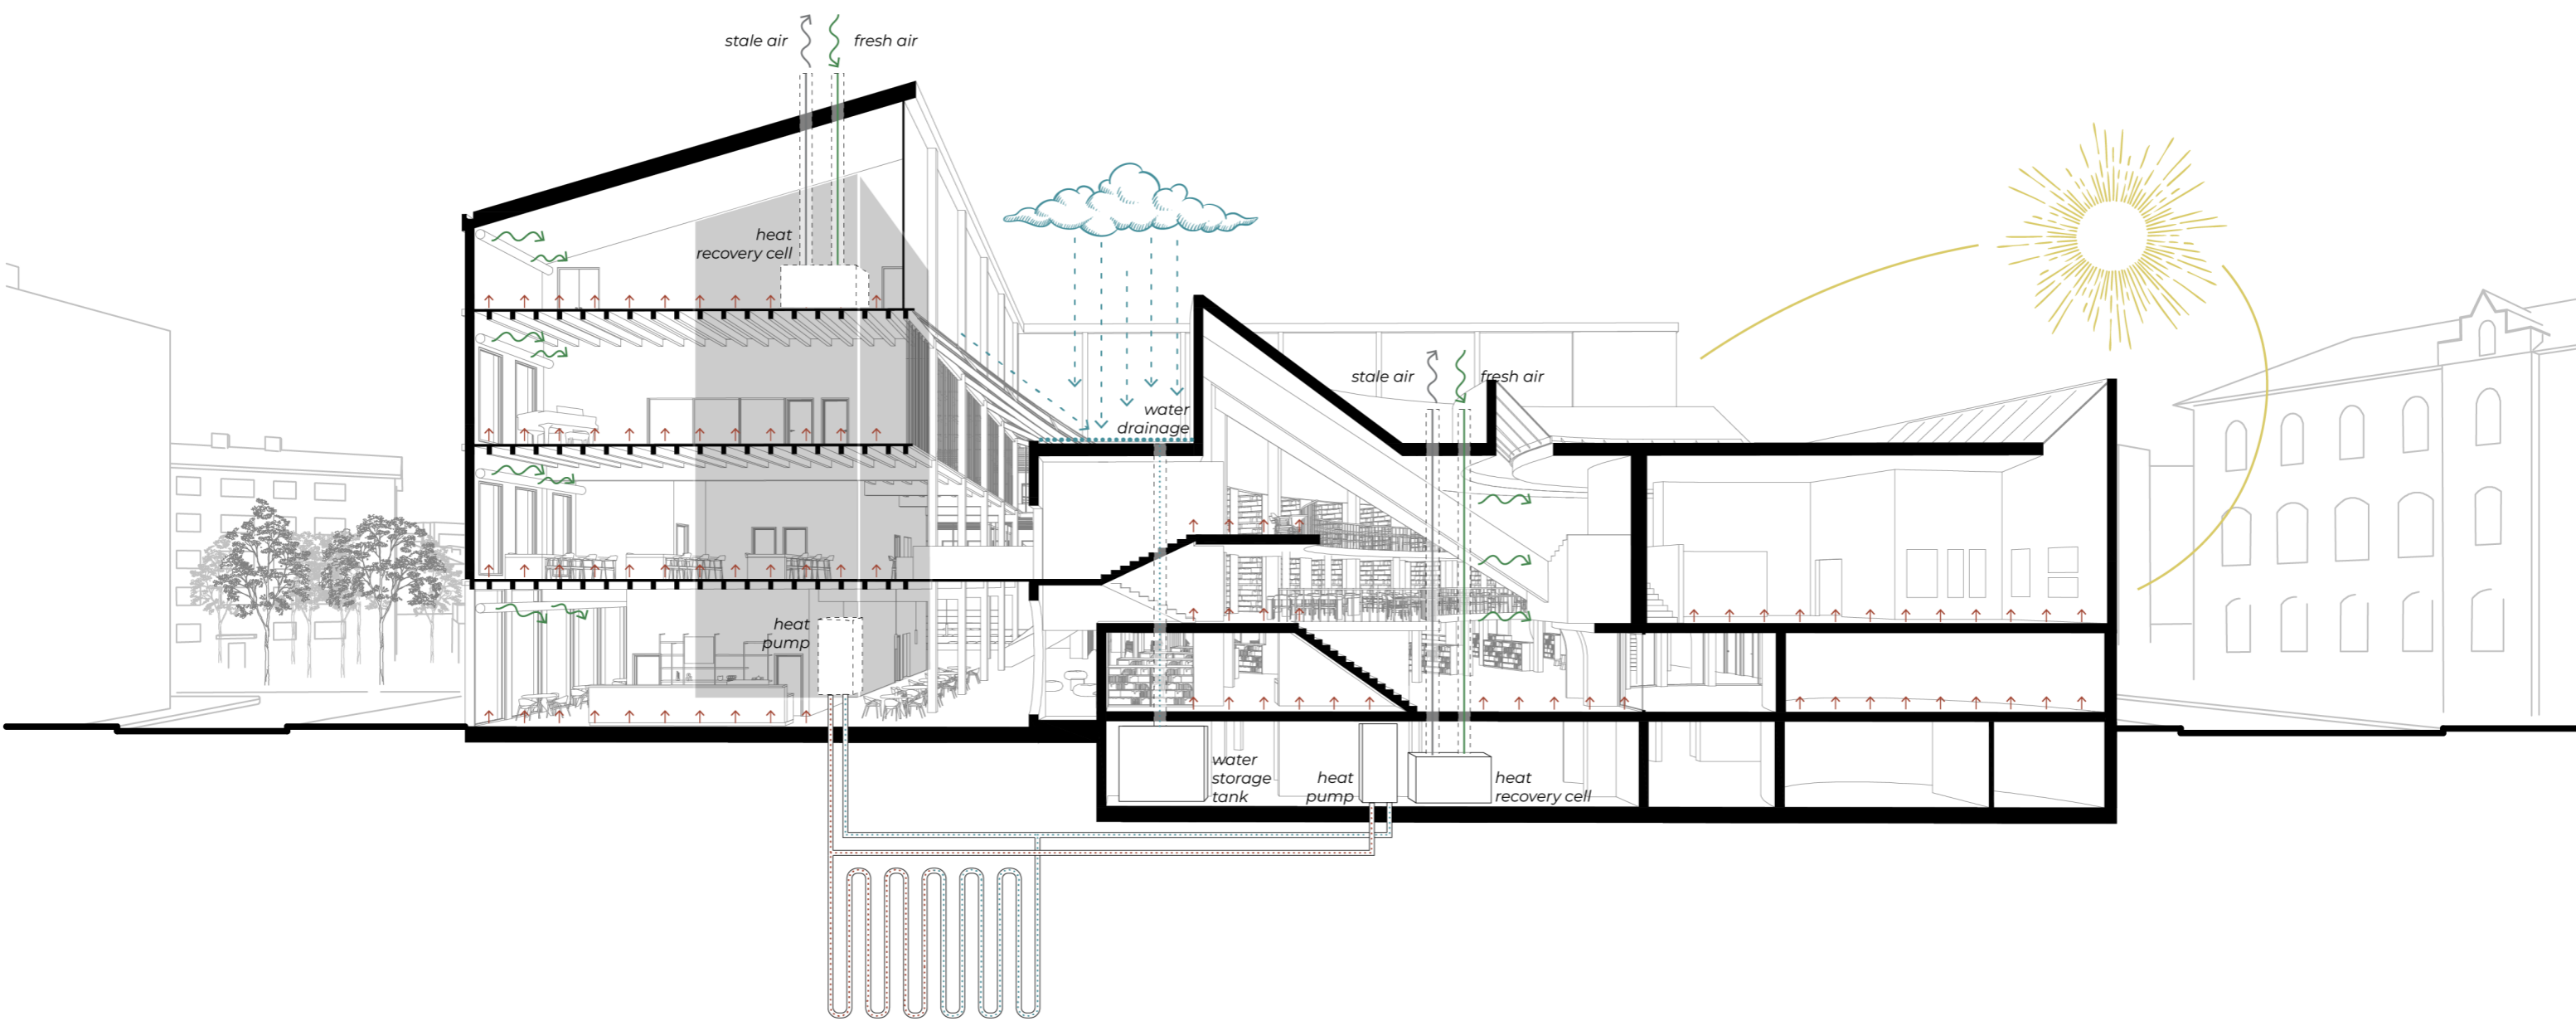 stale air
fresh air
heat
recovery cell
stale air
fresh air
water
drainage
heat
pump
water
storage
tank
heat
pump
heat
recovery cell